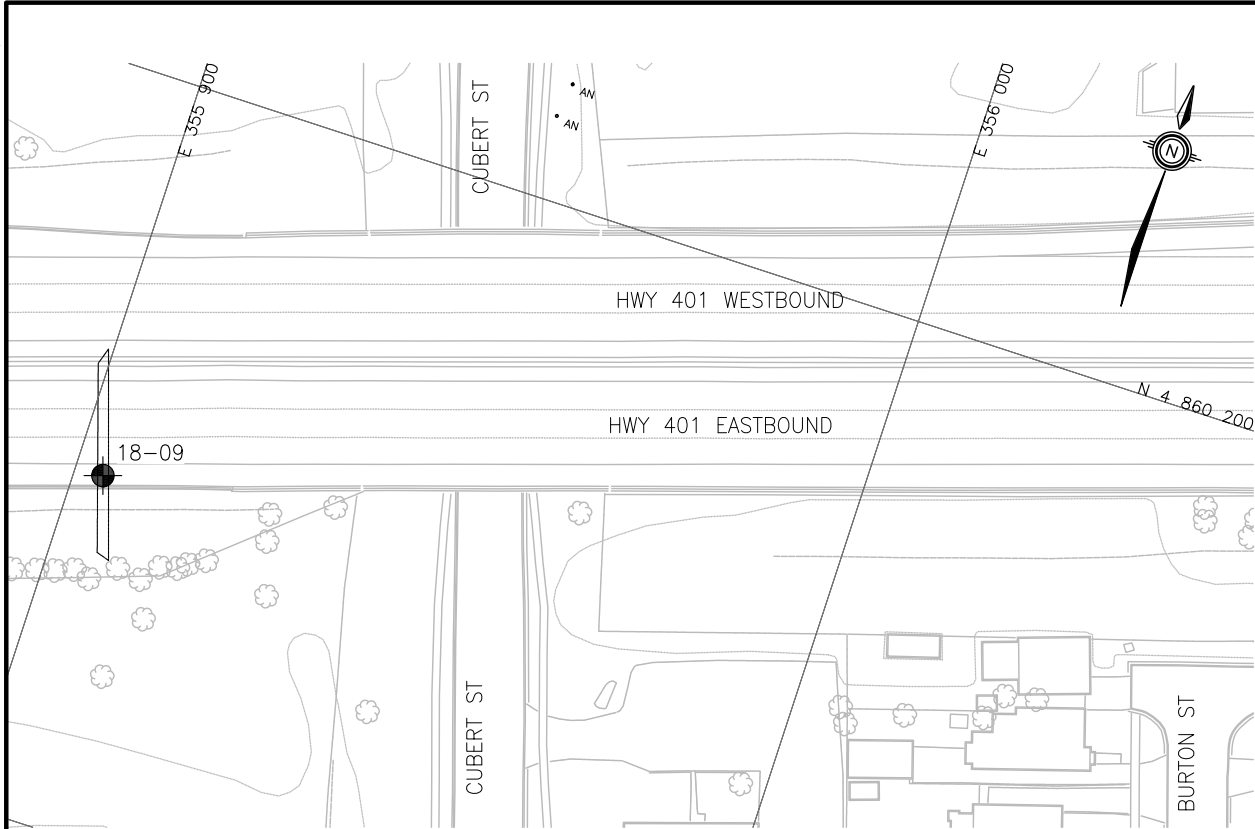 E 355 900
CUBERT ST
AN
AN
E 356 000
N
HWY 401 WESTBOUND
N 4 860 200
HWY 401 EASTBOUND
18-09
CUBERT ST
BURTON ST